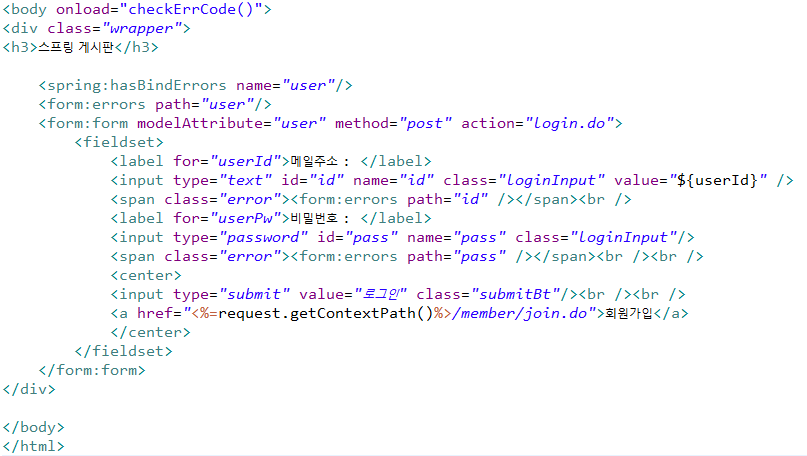 <body onload="checkErrCode()">
<div class="wrapper">
<h3>스프링 게시판</h3>
<spring:hasBindErrors name="user"/>
<form:errors path="user"/>
<form:form modelAttribute="user" method="post" action="login.do">
<fieldset>
<label for="userId">메일주소 : </label>
<input type="text" id="id" name="id" class="loginInput" value="${userId}" />
<span class="error"><form:errors path="id" /></span><br />
<label for="userPw">비밀번호 : </label>
<input type="password" id="pass" name="pass" class="loginInput"/>
<span class="error"><form:errors path="pass" /></span><br /><br />
<center>
<input type="submit" value="로그인" class="submitBt"/><br /><br />
<a href="<%=request.getContextPath()%>/member/join.do">회원가입</a>
</center>
</fieldset>
</form:form>
</div>
</body>
</html>